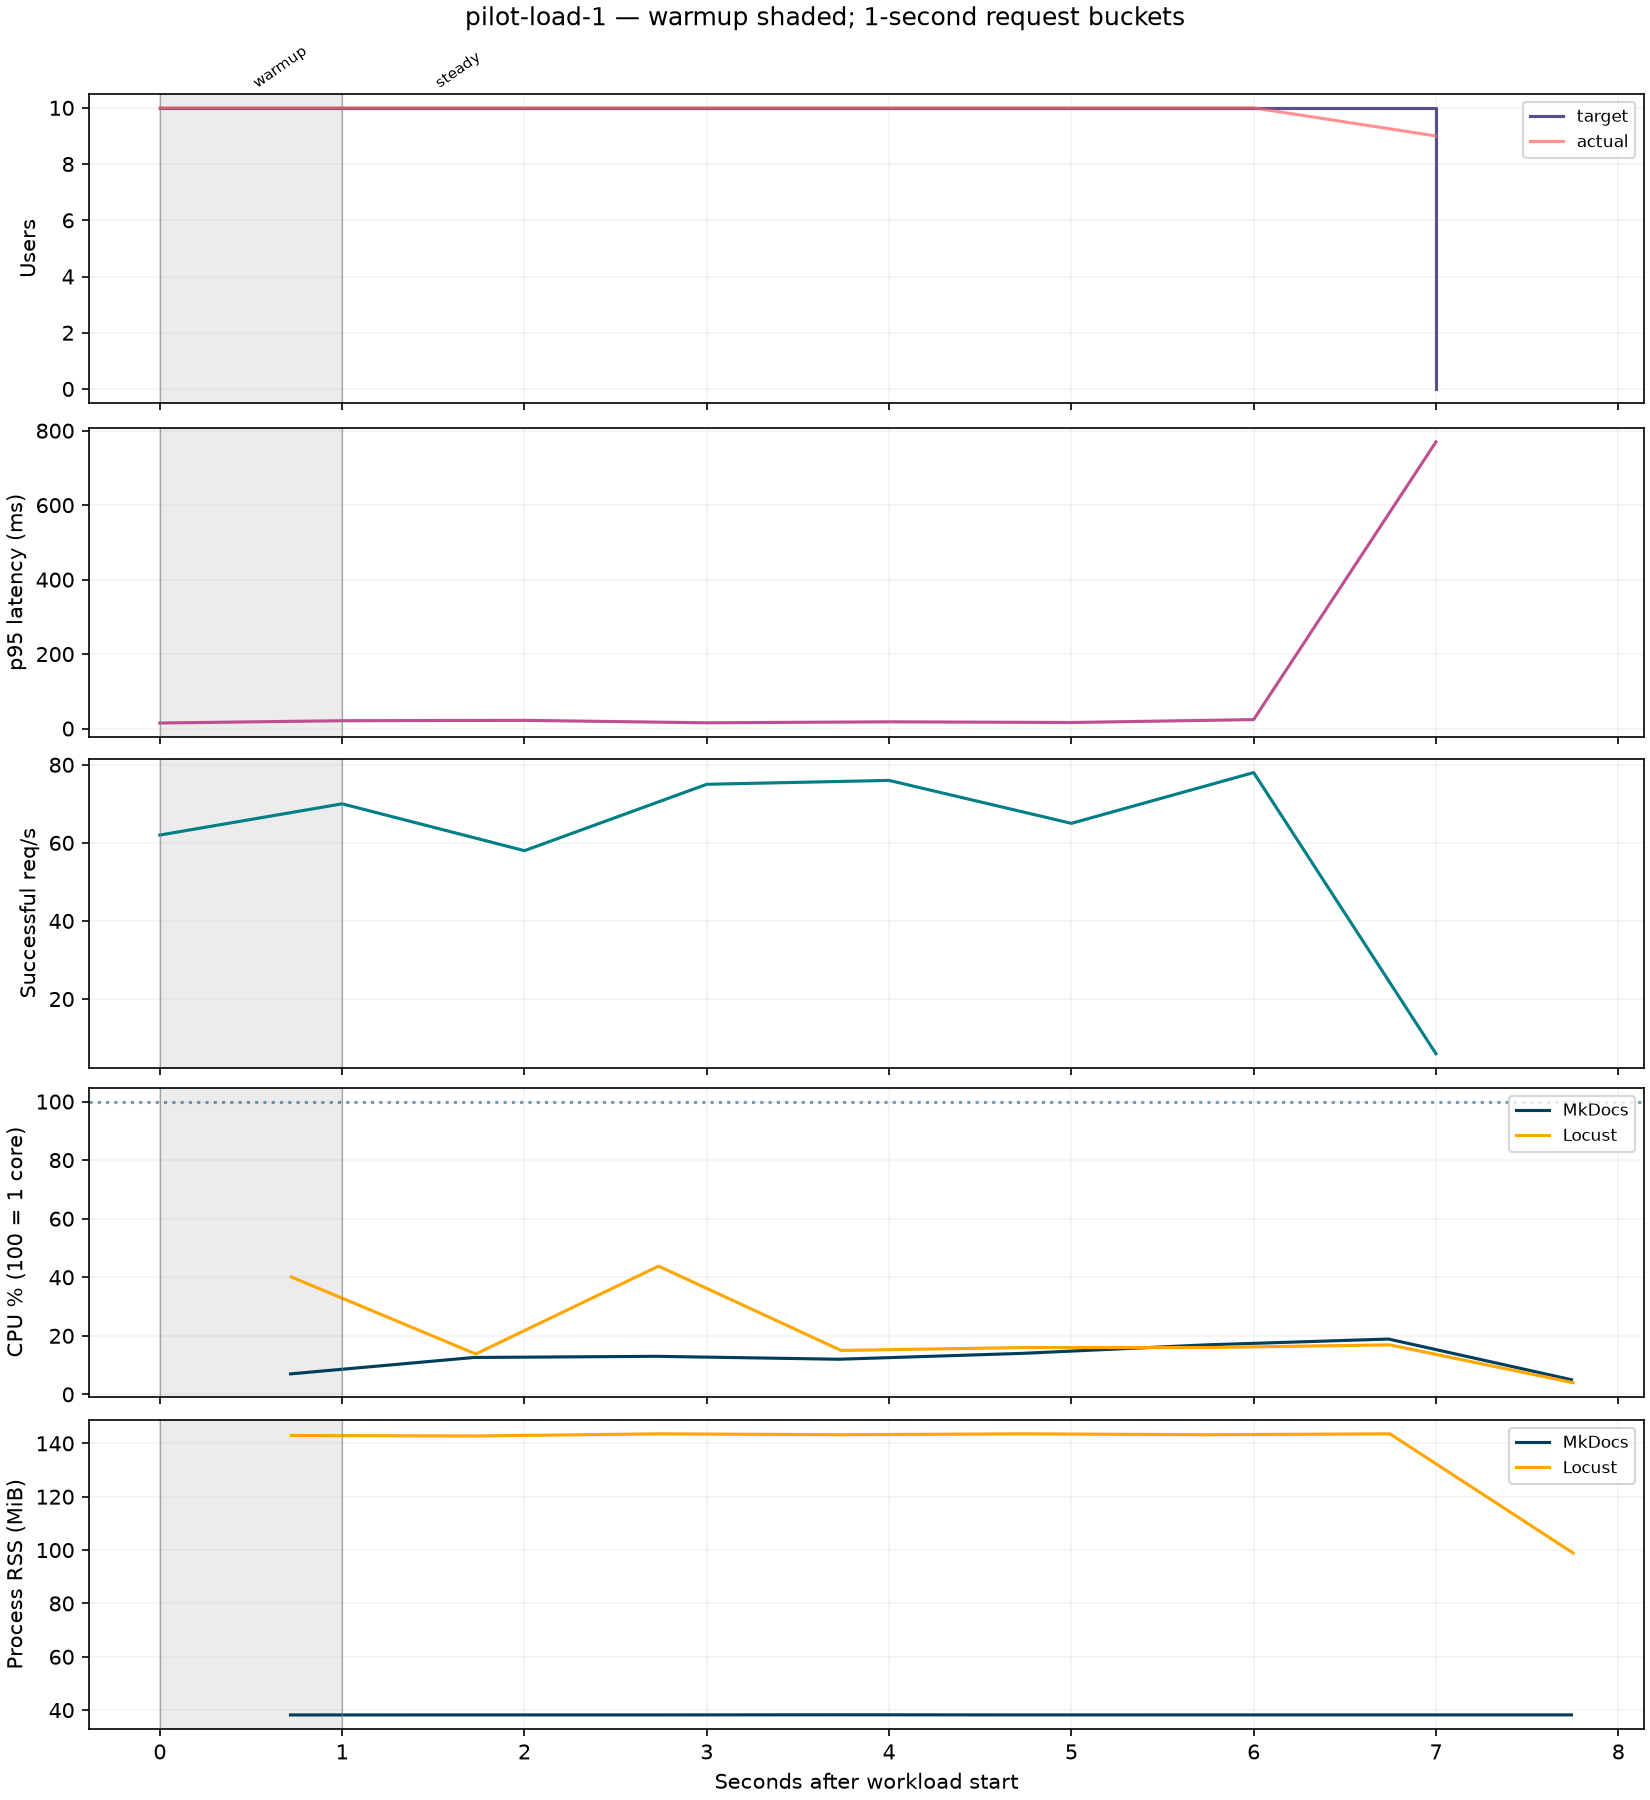 pilot-load-1 — warmup shaded; 1-second request buckets
warmup
steady
10
8
6
4
2
0
Users
target
actual
800
600
400
200
0
p95 latency (ms)
80
60
40
20
Successful req/s
100
80
60
40
20
0
CPU % (100 = 1 core)
MkDocs
Locust
140
120
100
80
60
40
Process RSS (MiB)
MkDocs
Locust
0 1 2 3 4 5 6 7 8
Seconds after workload start